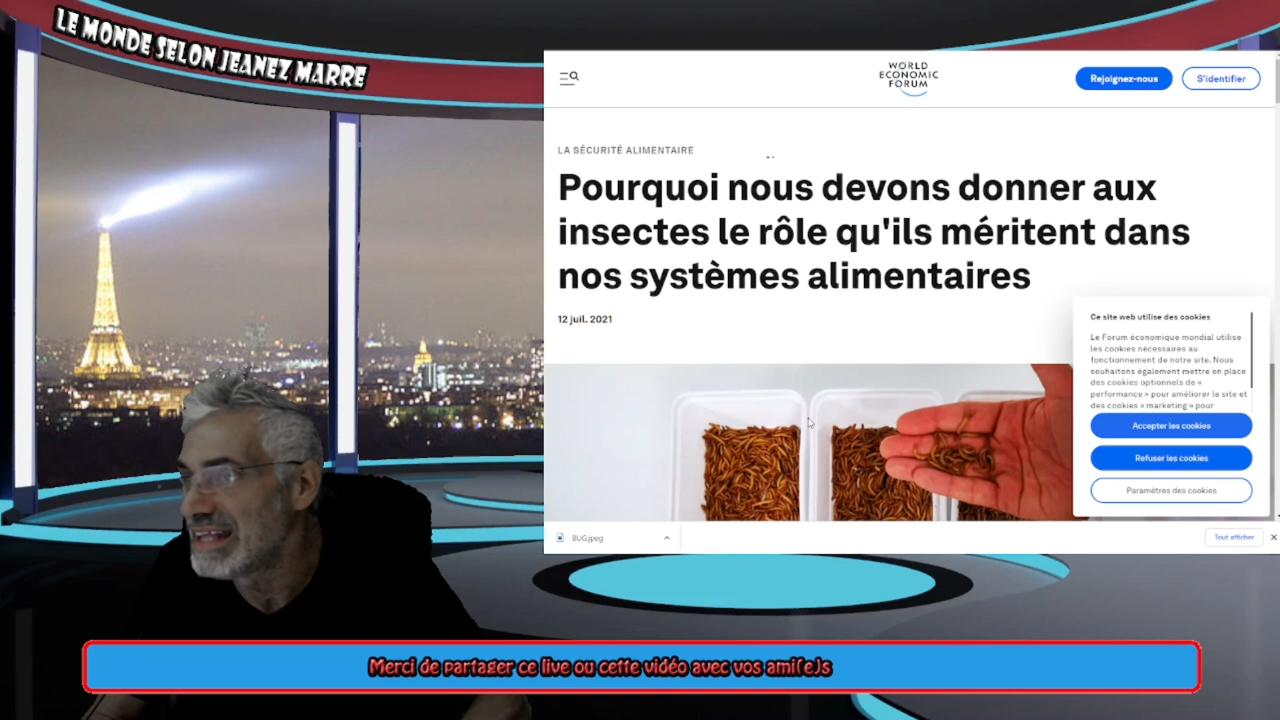 LE MONDE SELON JEANEZ MARRE
WORLD
ECONOMIC
FORUM
Rejoignez-nous
S'identifier
LA SÉCURITÉ ALIMENTAIRE
Pourquoi nous devons donner aux
insectes le rôle qu'ils méritent dans
nos systèmes alimentaires
12 juil. 2021
Ce site web utilise des cookies
Le Forum économique mondial utilise
les cookies nécessaires au
fonctionnement de notre site. Nous
souhaitons également mettre en place
des cookies optionnels de «
performance » pour améliorer le site et
des cookies « marketing » pour
Accepter les cookies
Refuser les cookies
Paramètres des cookies
BUG.jpeg
Tout afficher
Merci de partager ce live ou cette vidéo avec vos ami(e)s